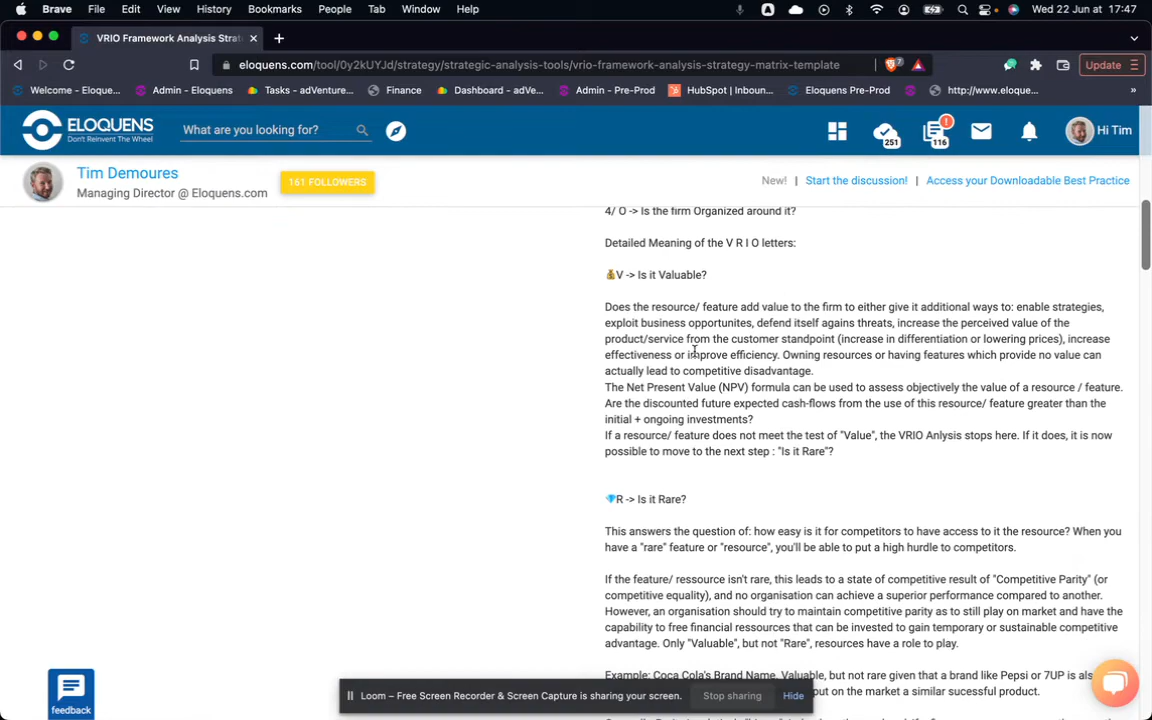 Brave File Edit View History Bookmarks People Tab Window Help Wed 22 Jun at 17:47
VRIO Framework Analysis Strat
eloquens.com/tool/0y2kUYJd/strategy/strategic-analysis-tools/vrio-framework-analysis-strategy-matrix-template 7 Update
Welcome - Eloque... Admin - Eloquens Tasks - adVenture... Finance Dashboard - adVe... Admin - Pre-Prod HubSpot | Inboun... Eloquens Pre-Prod http://www.eloque... »
ELOQUENS
Don't Reinvent The Wheel
What are you looking for? 251 ! 116 Hi Tim
Tim Demoures
Managing Director @ Eloquens.com
161 FOLLOWERS
New! | Start the discussion! | Access your Downloadable Best Practice
4/ O -> Is the firm Organized around it?
Detailed Meaning of the V R I O letters:
V -> Is it Valuable?
Does the resource/ feature add value to the firm to either give it additional ways to: enable strategies,
exploit business opportunites, defend itself agains threats, increase the perceived value of the
product/service from the customer standpoint (increase in differentiation or lowering prices), increase
effectiveness or improve efficiency. Owning resources or having features which provide no value can
actually lead to competitive disadvantage.
The Net Present Value (NPV) formula can be used to assess objectively the value of a resource / feature.
Are the discounted future expected cash-flows from the use of this resource/ feature greater than the
initial + ongoing investments?
If a resource/ feature does not meet the test of "Value", the VRIO Anlysis stops here. If it does, it is now
possible to move to the next step : "Is it Rare"?
R -> Is it Rare?
This answers the question of: how easy is it for competitors to have access to it the resource? When you
have a "rare" feature or "resource", you'll be able to put a high hurdle to competitors.
If the feature/ ressource isn't rare, this leads to a state of competitive result of "Competitive Parity" (or
competitive equality), and no organisation can achieve a superior performance compared to another.
However, an organisation should try to maintain competitive parity as to still play on market and have the
capability to free financial ressources that can be invested to gain temporary or sustainable competitive
advantage. Only "Valuable", but not "Rare", resources have a role to play.
Example: Coca Cola's Brand Name. Valuable, but not rare given that a brand like Pepsi or 7UP is als
put on the market a similar sucessful product.
feedback
Loom – Free Screen Recorder & Screen Capture is sharing your screen. Stop sharing Hide